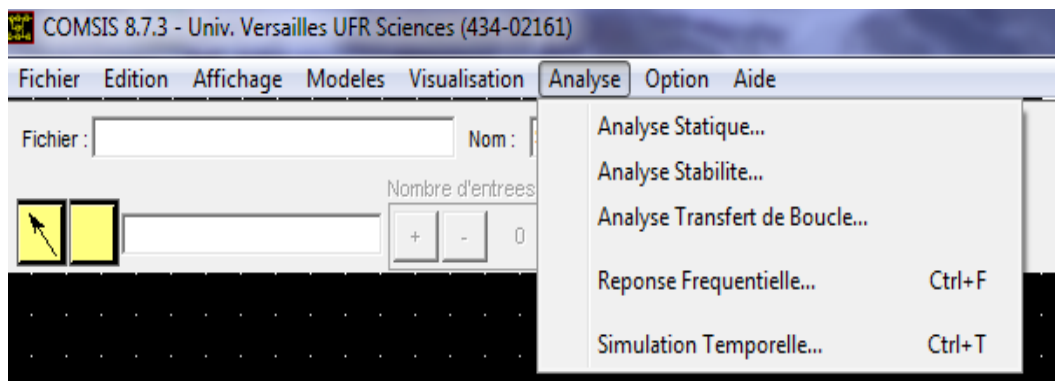 COMSIS 8.7.3 - Univ. Versailles UFR Sciences (434-02161)
Fichier Edition Affichage Modeles Visualisation Analyse Option Aide
Fichier : Nom :
Nombre d'entrees
+ - 0
Analyse Statique...
Analyse Stabilite...
Analyse Transfert de Boucle...
Reponse Frequentielle... Ctrl+F
Simulation Temporelle... Ctrl+T